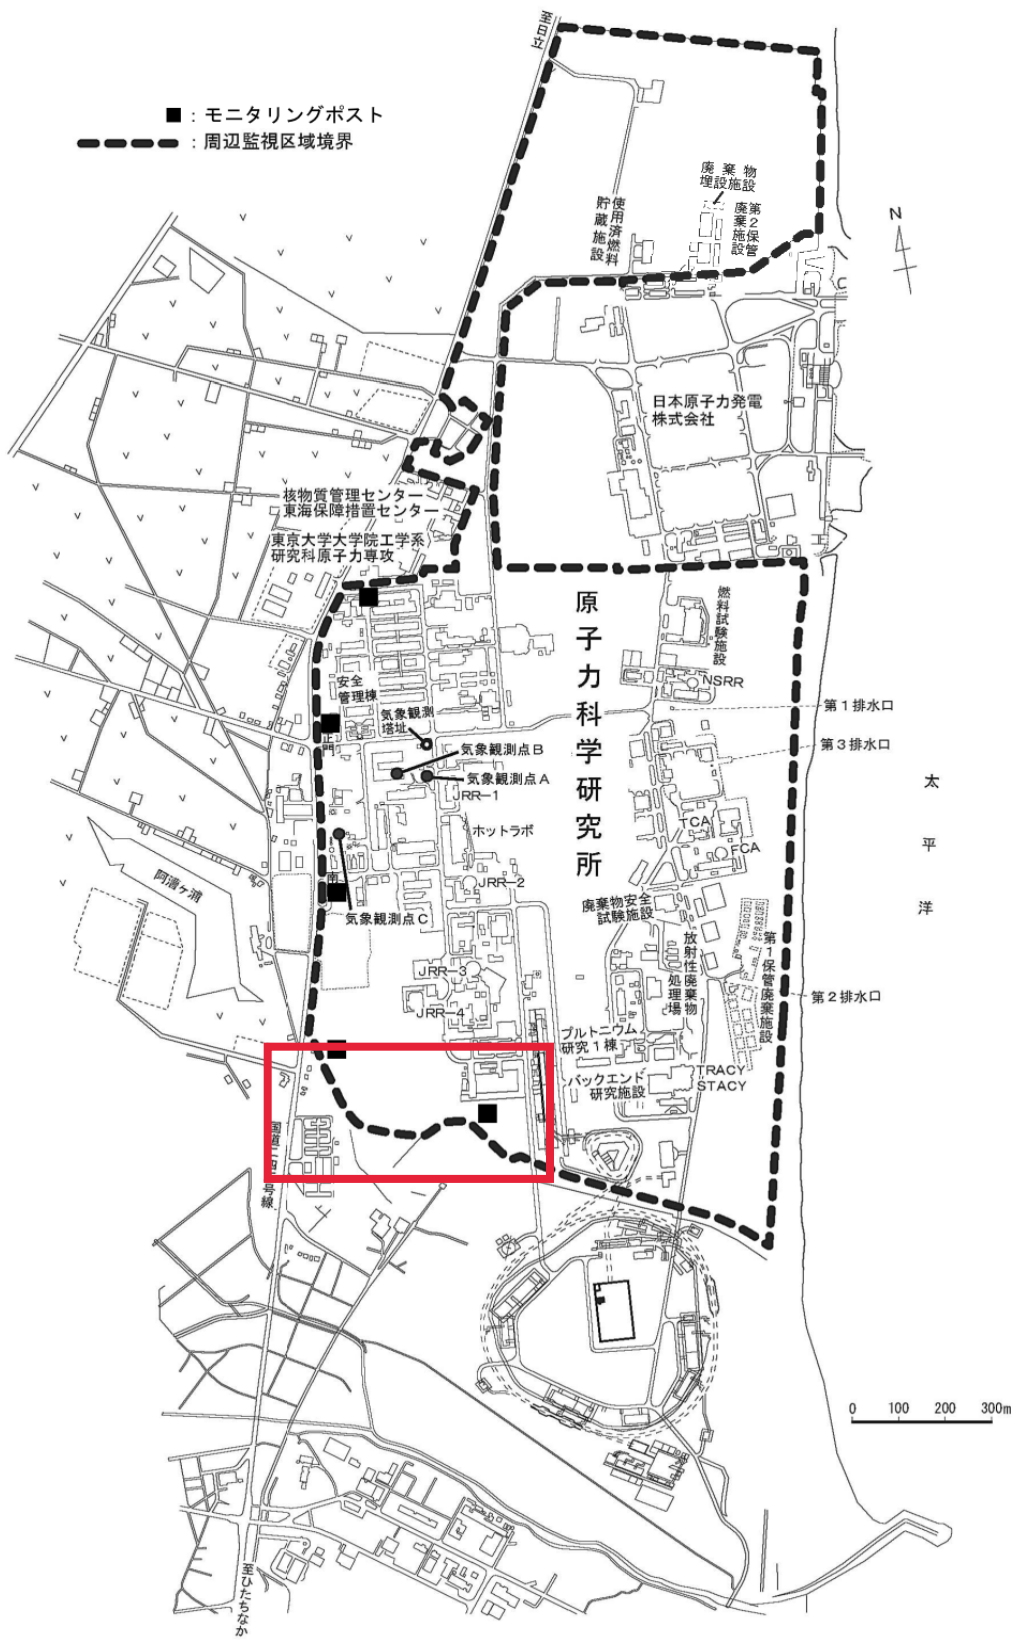 至日立
■：モニタリングポスト
：周辺監視区域境界
廃棄物
埋設施設
第2保管
廃棄施設
使用済燃料
貯蔵施設
N
日本原子力発電
株式会社
核物質管理センター
東海保障措置センター
東京大学大学院工学系
研究科原子力専攻
原子力科学研究所
燃料試験施設
NSRR
安全
管理棟
気象観測
塔址
正門
気象観測点B
気象観測点A
JRR-1
第1排水口
第3排水口
太平洋
TCA
FCA
ホットラボ
JRR-2
南
気象観測点C
阿漕ヶ浦
廃棄物安全
試験施設
放射性廃棄物
処理場
第1保管廃棄施設
第2排水口
JRR-3
JRR-4
プルトニウム
研究1棟
バックエンド
研究施設
TRACY
STACY
国道二四五号線
0 100 200 300m
至ひたちなか